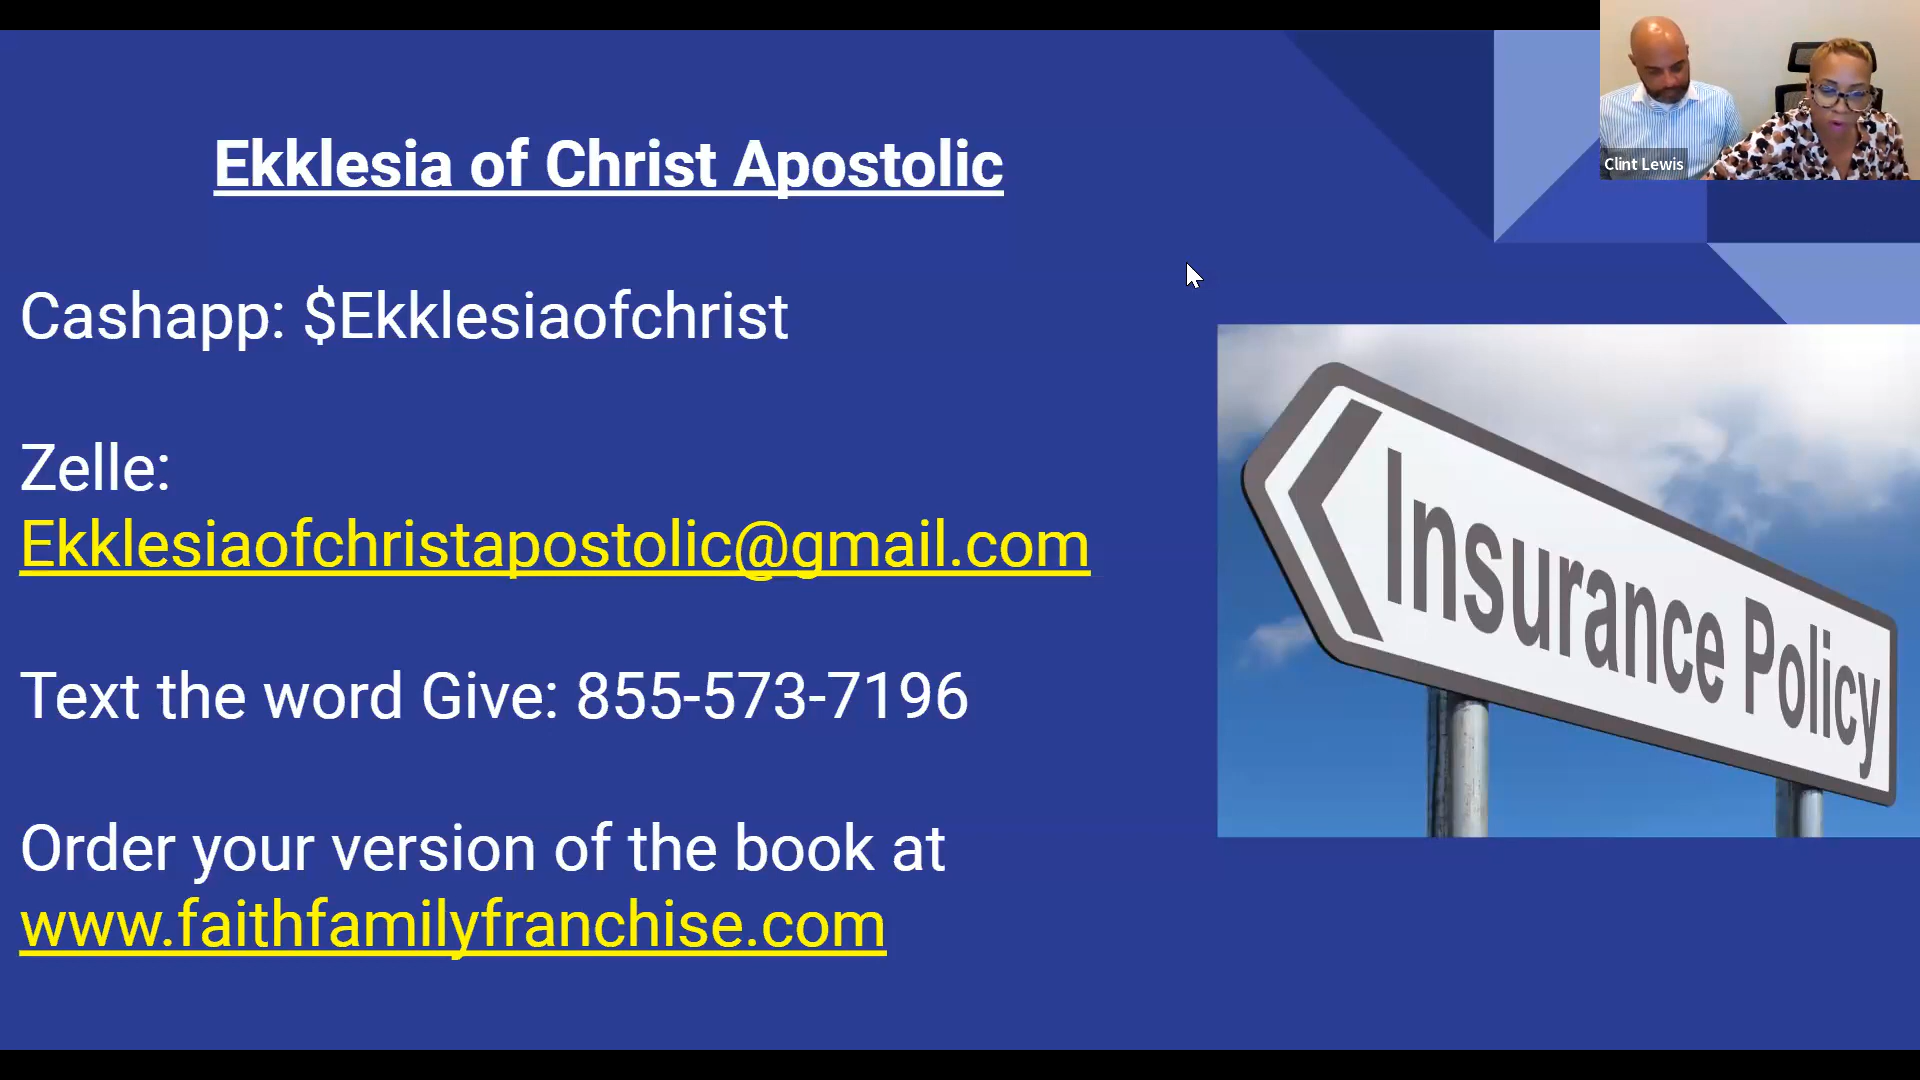 Ekklesia of Christ Apostolic
Cashapp: $Ekklesiaofchrist
Zelle:
Ekklesiaofchristapostolic@gmail.com
Text the word Give: 855-573-7196
Order your version of the book at
www.faithfamilyfranchise.com
Clint Lewis
Insurance Policy